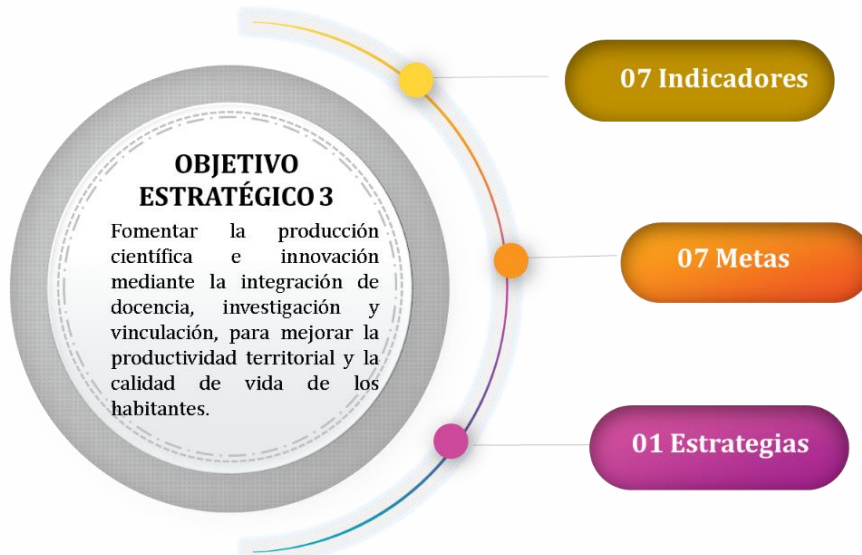 OBJETIVO
ESTRATÉGICO 3
Fomentar la producción
científica e innovación
mediante la integración de
docencia, investigación y
vinculación, para mejorar la
productividad territorial y la
calidad de vida de los
habitantes.
07 Indicadores
07 Metas
01 Estrategias